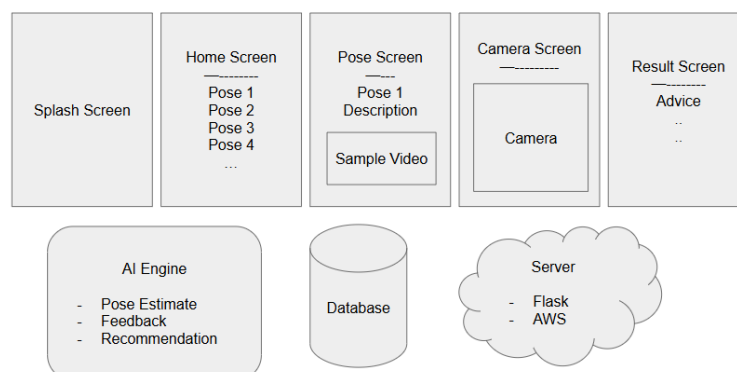 Splash Screen
Home Screen
—--------
Pose 1
Pose 2
Pose 3
Pose 4
...
Pose Screen
—---
Pose 1
Description
Sample Video
Camera Screen
—---------
Camera
Result Screen
—--------
Advice
..
..
AI Engine
- Pose Estimate
- Feedback
- Recommendation
Database
Server
- Flask
- AWS